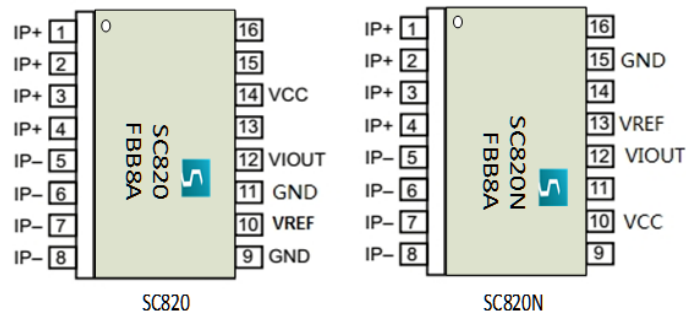 IP+ 1 16
IP+ 2 15
IP+ 3 14 VCC
IP+ 4 13
IP– 5 12 VIOUT
IP– 6 11 GND
IP– 7 10 VREF
IP– 8 9 GND
SC820
FBB8A
SC820
IP+ 1 16
IP+ 2 15 GND
IP+ 3 14
IP+ 4 13 VREF
IP– 5 12 VIOUT
IP– 6 11
IP– 7 10 VCC
IP– 8 9
SC820N
FBB8A
SC820N